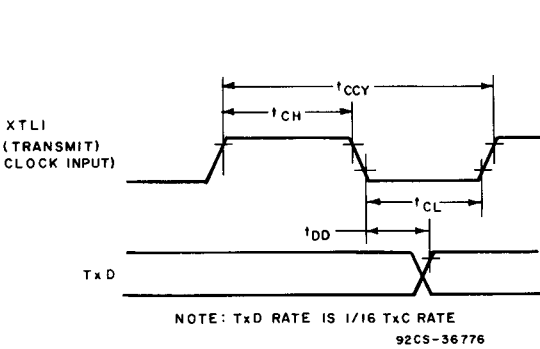 tCCY
tCH
XTLI
(TRANSMIT)
CLOCK INPUT)
tCL
tDD
TxD
NOTE: TxD RATE IS 1/16 TxC RATE
92CS-36776